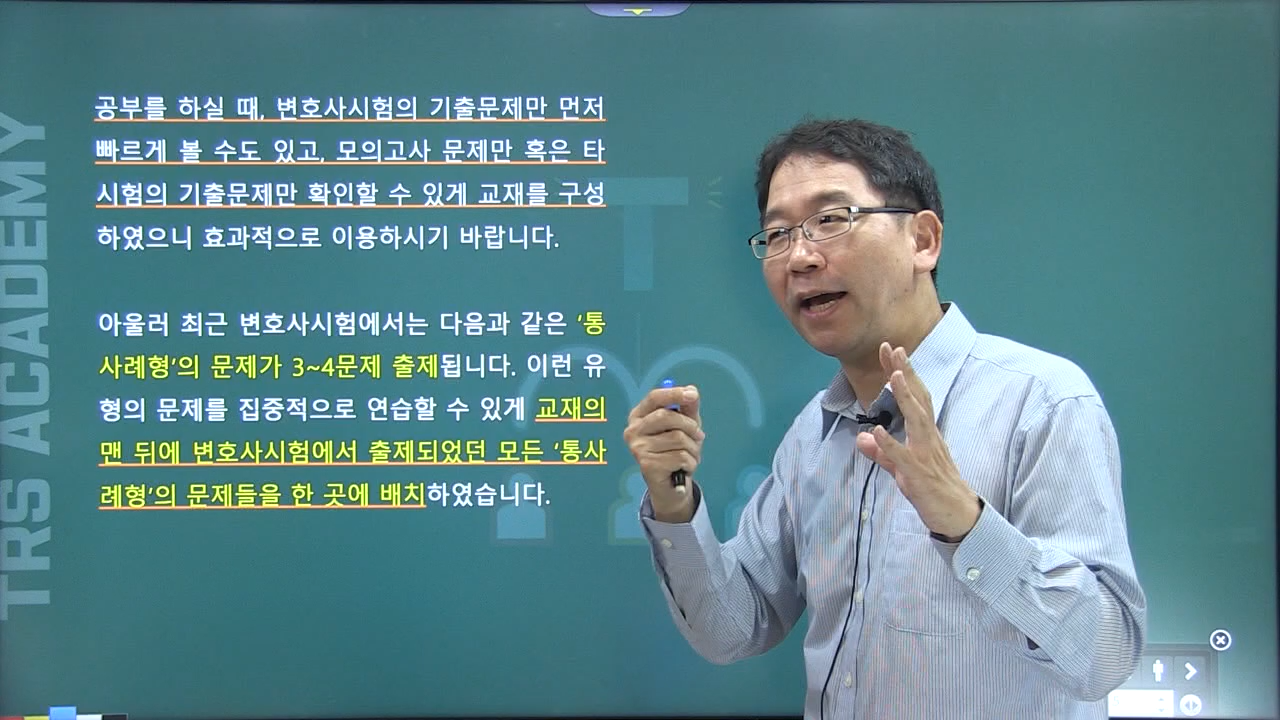 공부를 하실 때, 변호사시험의 기출문제만 먼저
빠르게 볼 수도 있고, 모의고사 문제만 혹은 타
시험의 기출문제만 확인할 수 있게 교재를 구성
하였으니 효과적으로 이용하시기 바랍니다.
아울러 최근 변호사시험에서는 다음과 같은 '통
사례형'의 문제가 3~4문제 출제됩니다. 이런 유
형의 문제를 집중적으로 연습할 수 있게 교재의
맨 뒤에 변호사시험에서 출제되었던 모든 '통사
례형'의 문제들을 한 곳에 배치하였습니다.
TRS ACADEMY